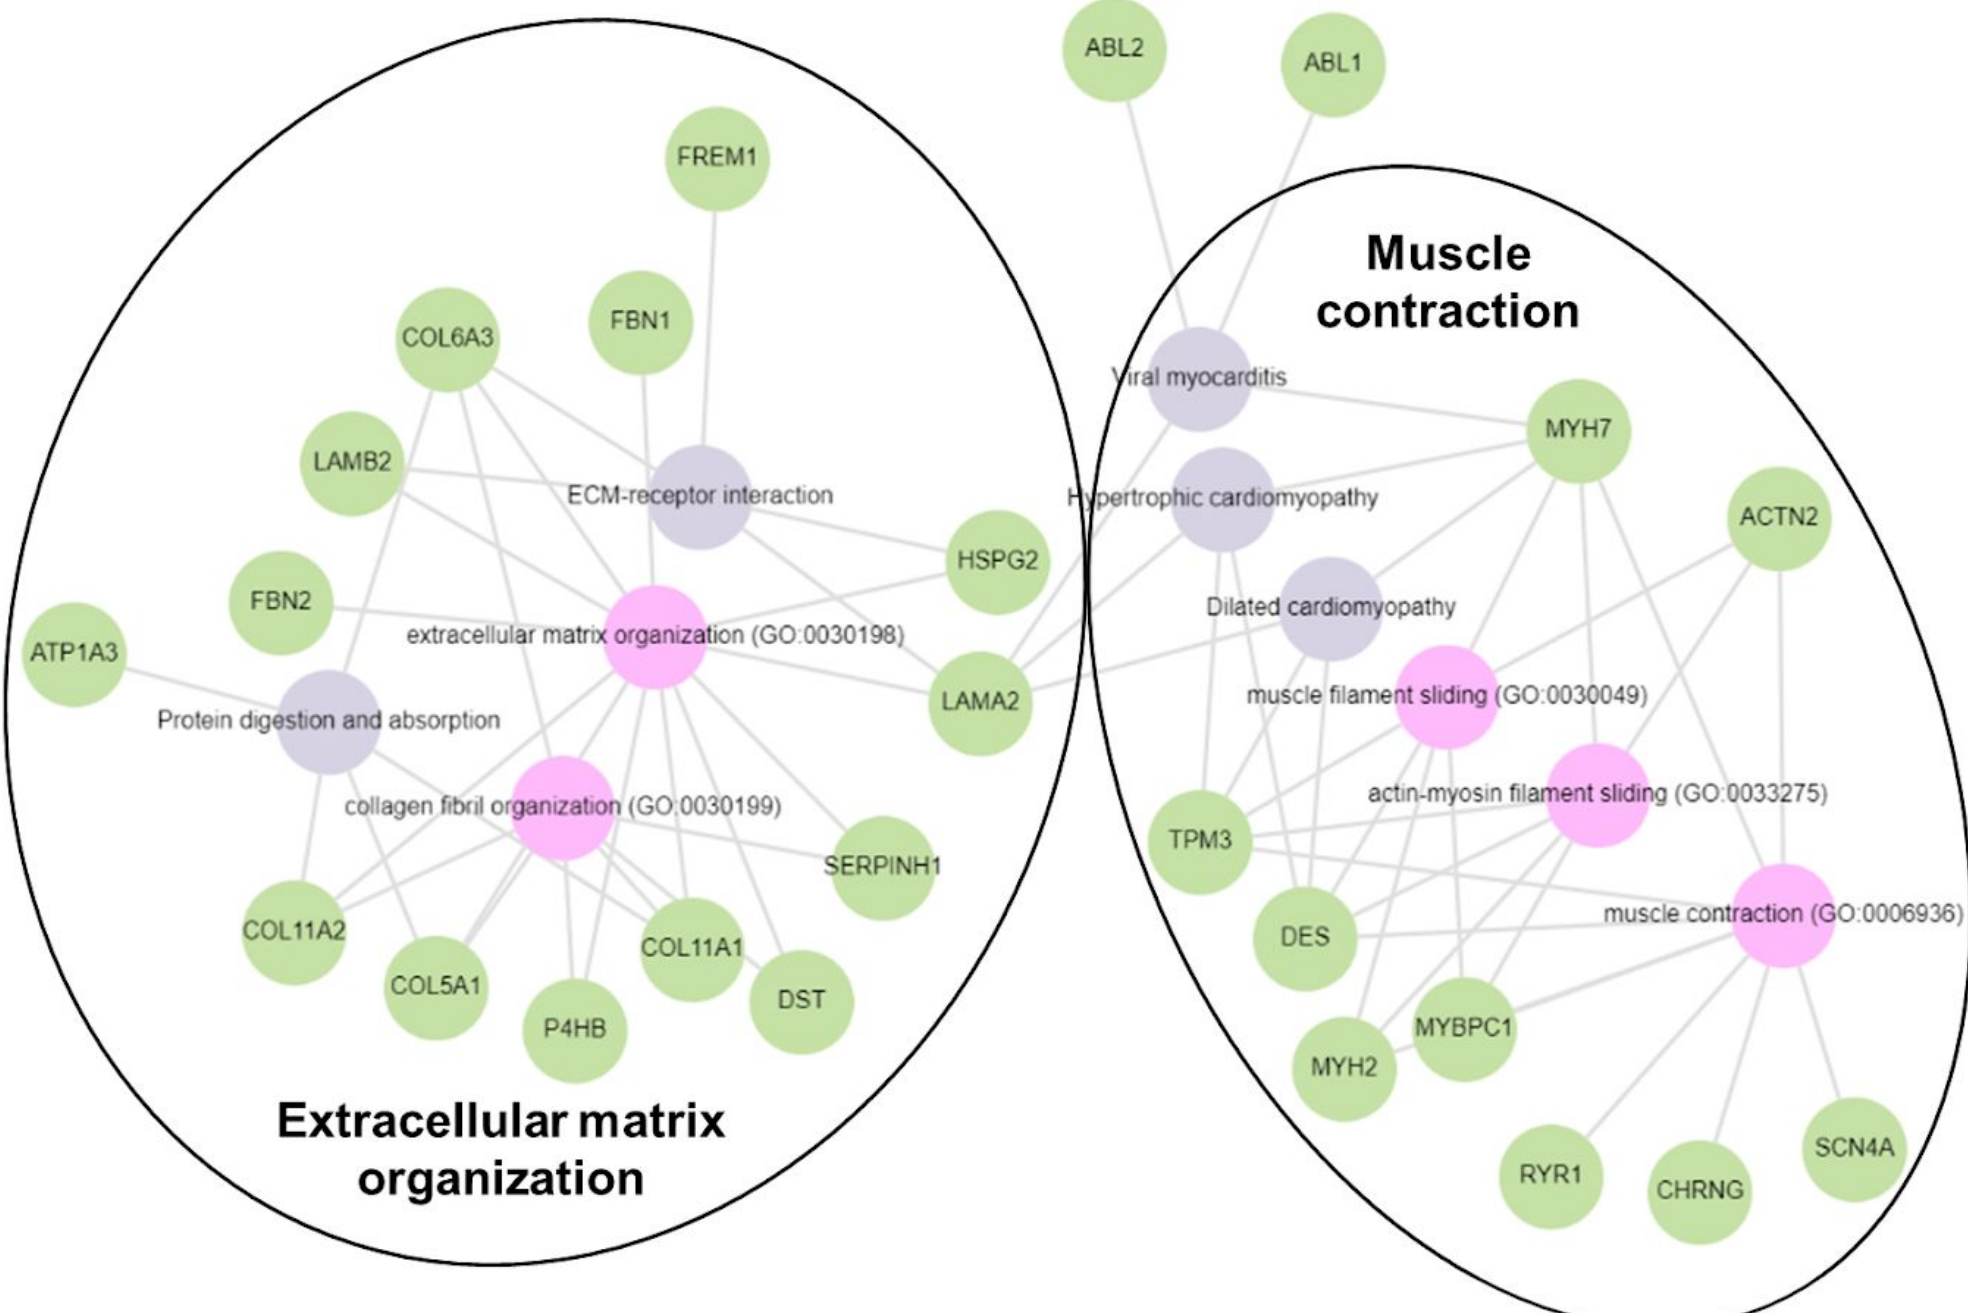 ABL2
ABL1
FREM1
Muscle
contraction
FBN1
COL6A3
Viral myocarditis
MYH7
LAMB2
ECM-receptor interaction
Hypertrophic cardiomyopathy
ACTN2
HSPG2
FBN2
Dilated cardiomyopathy
extracellular matrix organization (GO:0030198)
ATP1A3
LAMA2
muscle filament sliding (GO:0030049)
Protein digestion and absorption
actin-myosin filament sliding (GO:0033275)
collagen fibril organization (GO:0030199)
TPM3
SERPINH1
muscle contraction (GO:0006936)
COL11A2
DES
COL11A1
COL5A1
DST
P4HB
MYBPC1
MYH2
Extracellular matrix
organization
SCN4A
RYR1
CHRNG